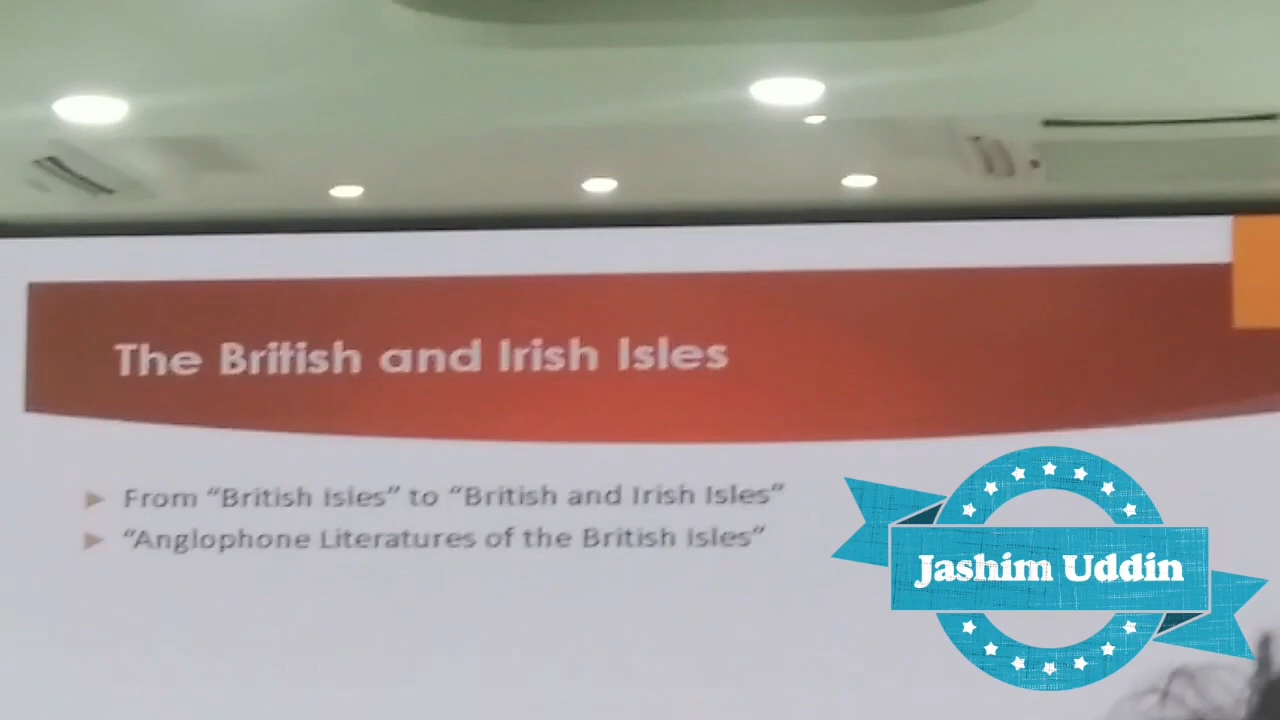 The British and Irish Isles
From “British Isles” to “British and Irish Isles”
“Anglophone Literatures of the British Isles”
Jashim Uddin